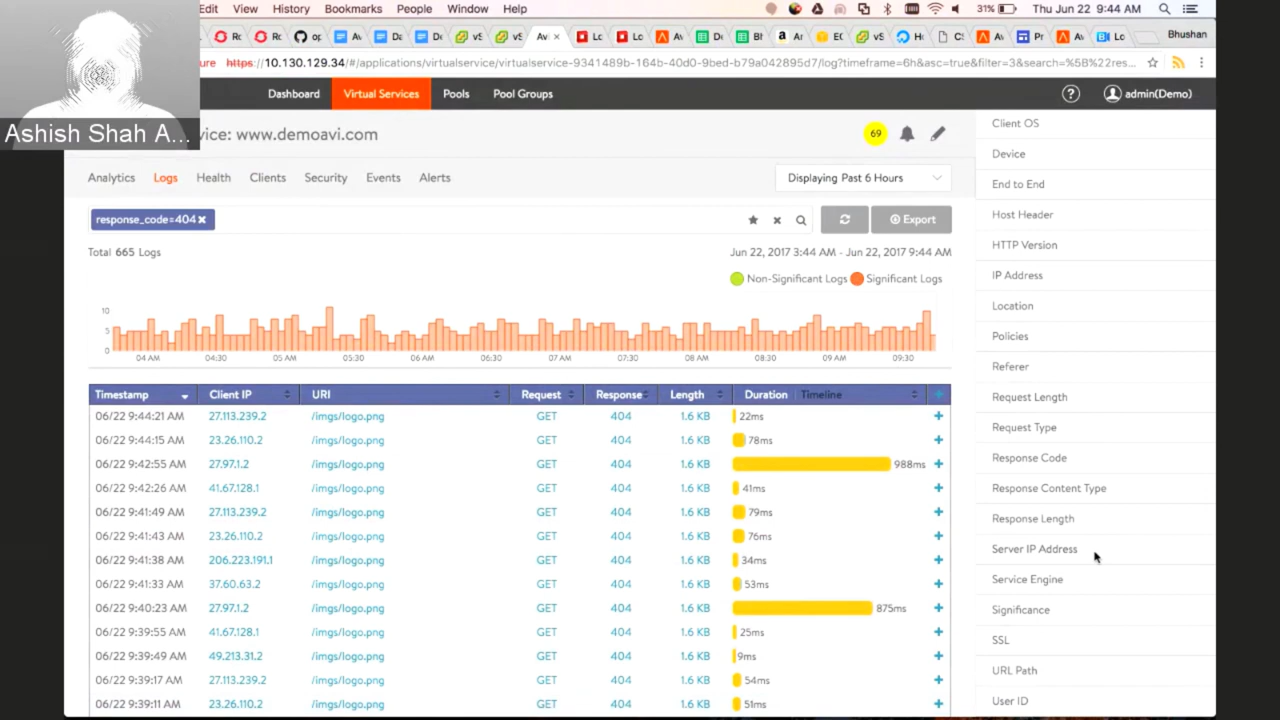 Edit View History Bookmarks People Window Help 31% Thu Jun 22 9:44 AM
Bhushan
https://10.130.129.34/#/applications/virtualservice/virtualservice-9341489b-164b-40d0-9bed-b79a042895d7/log?timeframe=6h&asc=true&filter=3&search=%5B%22res...
Dashboard Virtual Services Pools Pool Groups ? admin(Demo)
Ashish Shah A...
vice: www.demoavi.com 69
Analytics Logs Health Clients Security Events Alerts Displaying Past 6 Hours
response_code=404 Export
Total 665 Logs Jun 22, 2017 3:44 AM - Jun 22, 2017 9:44 AM
Non-Significant Logs Significant Logs
10
5
0
04 AM 04:30 05 AM 05:30 06 AM 06:30 07 AM 07:30 08 AM 08:30 09 AM 09:30
Timestamp Client IP URI Request Response Length Duration Timeline
06/22 9:44:21 AM 27.113.239.2 /imgs/logo.png GET 404 1.6 KB 22ms
06/22 9:44:15 AM 23.26.110.2 /imgs/logo.png GET 404 1.6 KB 78ms
06/22 9:42:55 AM 27.97.1.2 /imgs/logo.png GET 404 1.6 KB 988ms
06/22 9:42:26 AM 41.67.128.1 /imgs/logo.png GET 404 1.6 KB 41ms
06/22 9:41:49 AM 27.113.239.2 /imgs/logo.png GET 404 1.6 KB 79ms
06/22 9:41:43 AM 23.26.110.2 /imgs/logo.png GET 404 1.6 KB 76ms
06/22 9:41:38 AM 206.223.191.1 /imgs/logo.png GET 404 1.6 KB 34ms
06/22 9:41:33 AM 37.60.63.2 /imgs/logo.png GET 404 1.6 KB 53ms
06/22 9:40:23 AM 27.97.1.2 /imgs/logo.png GET 404 1.6 KB 875ms
06/22 9:39:55 AM 41.67.128.1 /imgs/logo.png GET 404 1.6 KB 25ms
06/22 9:39:49 AM 49.213.31.2 /imgs/logo.png GET 404 1.6 KB 9ms
06/22 9:39:17 AM 27.113.239.2 /imgs/logo.png GET 404 1.6 KB 54ms
06/22 9:39:11 AM 23.26.110.2 /imgs/logo.png GET 404 1.6 KB 51ms
Client OS
Device
End to End
Host Header
HTTP Version
IP Address
Location
Policies
Referer
Request Length
Request Type
Response Code
Response Content Type
Response Length
Server IP Address
Service Engine
Significance
SSL
URL Path
User ID